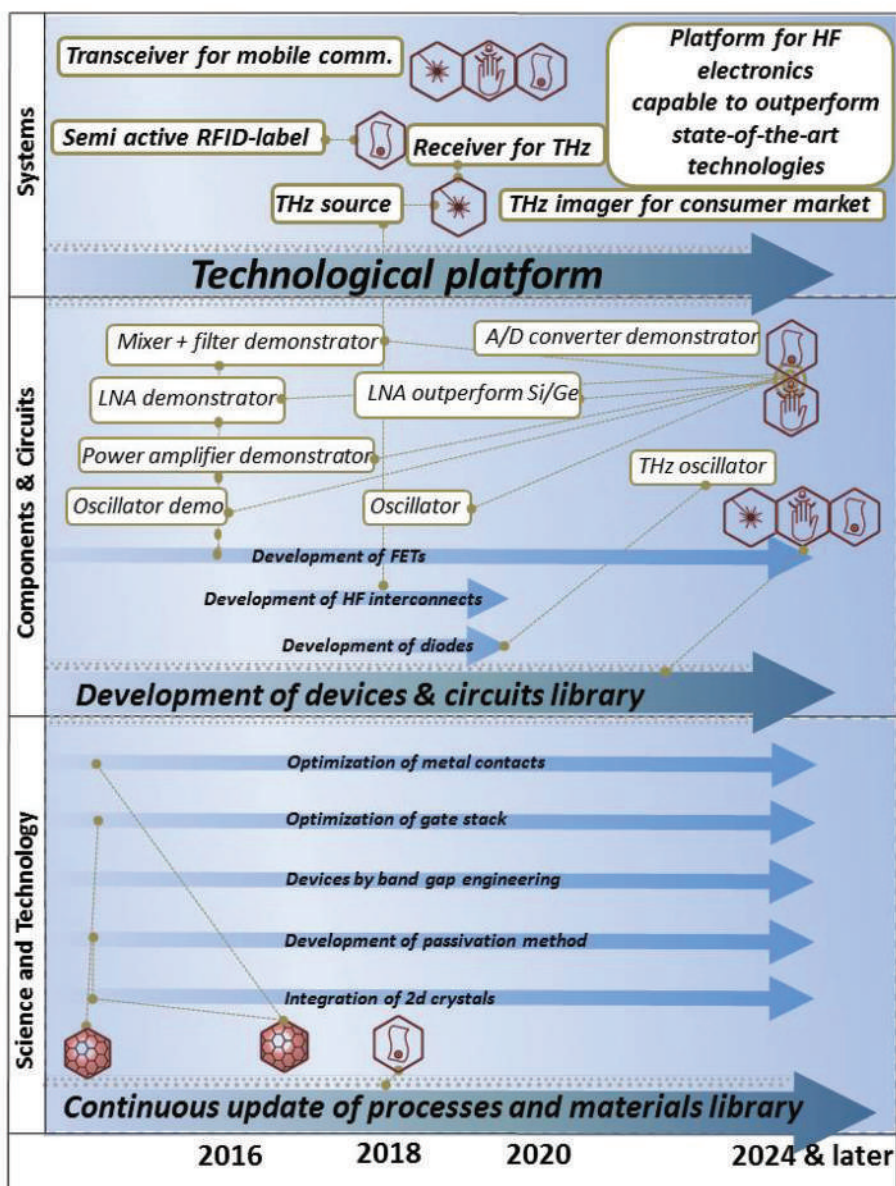 Systems
Transceiver for mobile comm.
Platform for HF
electronics
capable to outperform
state-of-the-art
technologies
Semi active RFID-label
Receiver for THz
THz source
THz imager for consumer market
Technological platform
Components & Circuits
Mixer + filter demonstrator
A/D converter demonstrator
LNA demonstrator
LNA outperform Si/Ge
Power amplifier demonstrator
THz oscillator
Oscillator demo
Oscillator
Development of FETs
Development of HF interconnects
Development of diodes
Development of devices & circuits library
Science and Technology
Optimization of metal contacts
Optimization of gate stack
Devices by band gap engineering
Development of passivation method
Integration of 2d crystals
Continuous update of processes and materials library
2016
2018
2020
2024 & later